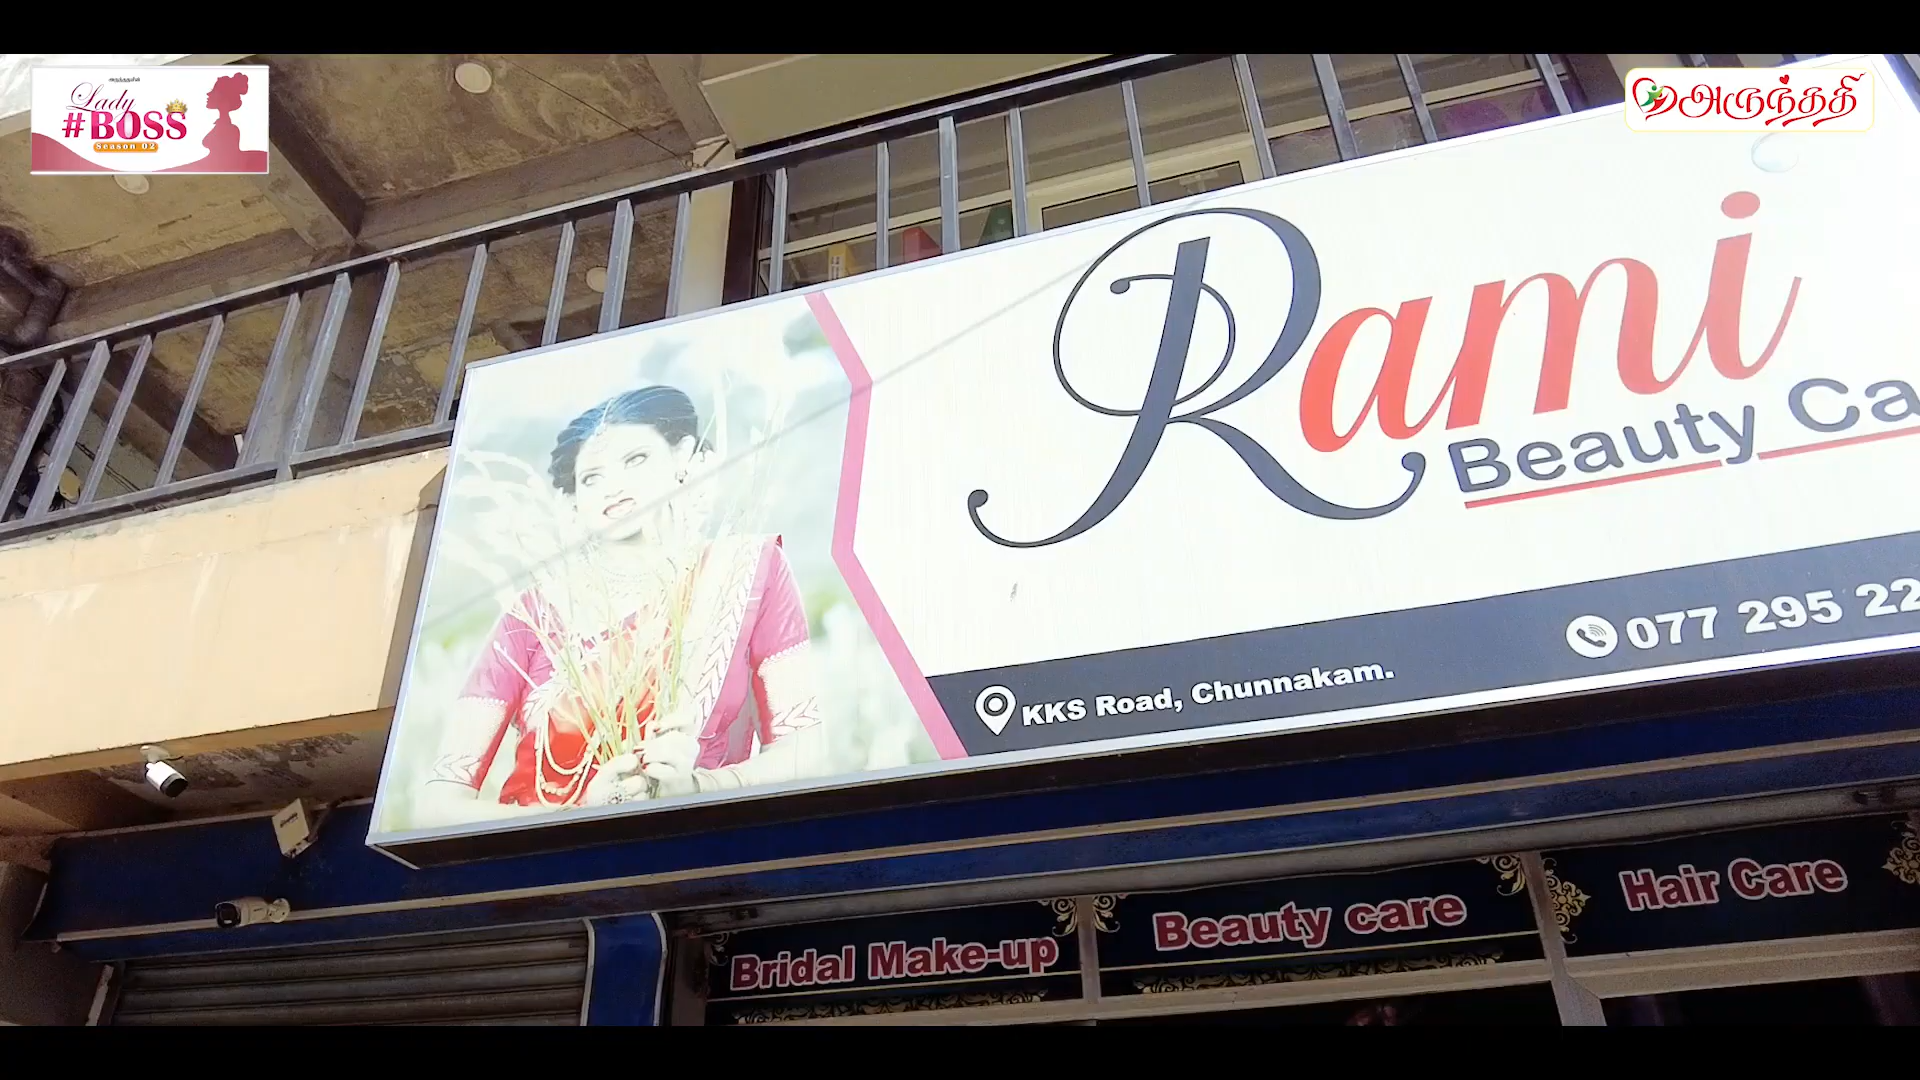 Lady
#BOSS
Season 02
அருந்ததி
Rami
Beauty Ca
KKS Road, Chunnakam.
077 295 22
Bridal Make-up
Beauty care
Hair Care